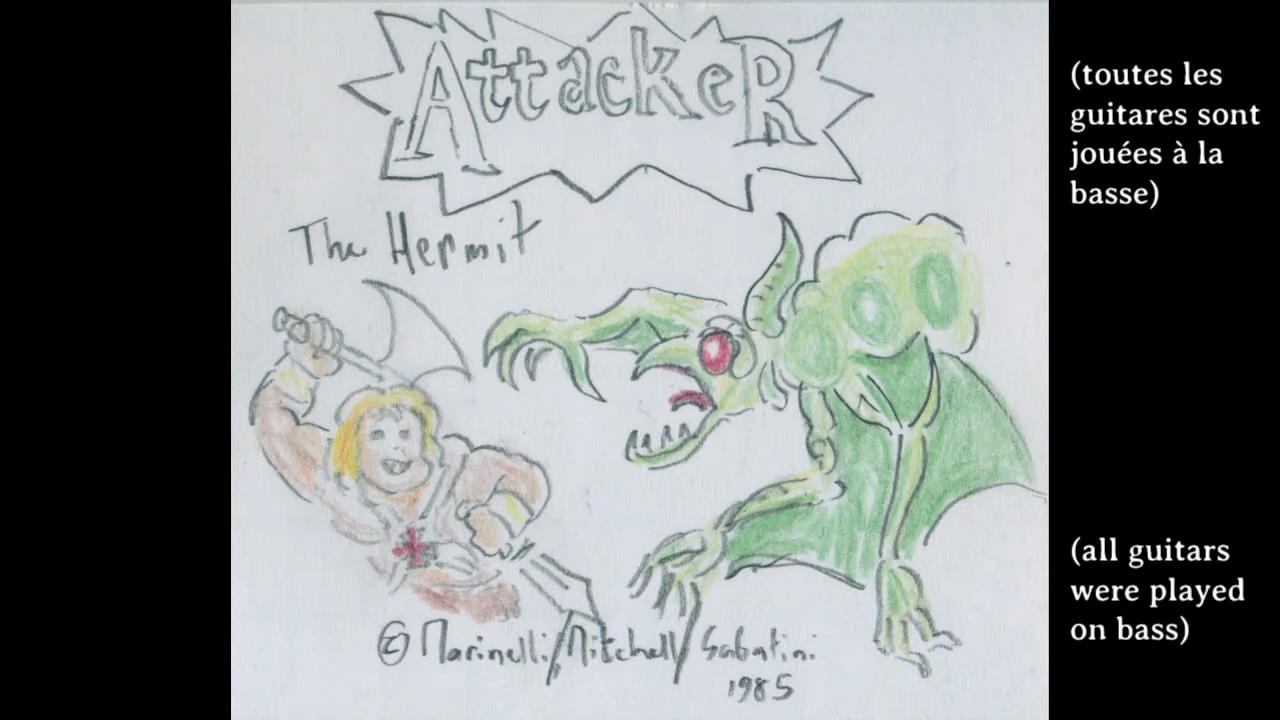 AttackeR
(toutes les
guitares sont
jouées à la
basse)
The Hermit
(all guitars
were played
on bass)
© Marinelli/Mitchell/Sabatini
1985